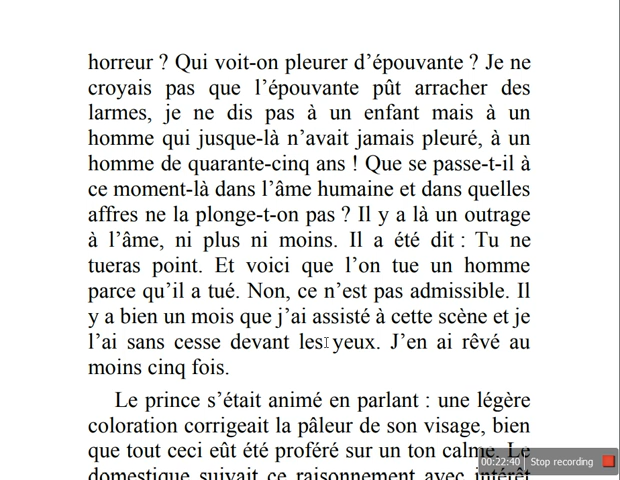 horreur ? Qui voit-on pleurer d’épouvante ? Je ne
croyais pas que l’épouvante pût arracher des
larmes, je ne dis pas à un enfant mais à un
homme qui jusque-là n’avait jamais pleuré, à un
homme de quarante-cinq ans ! Que se passe-t-il à
ce moment-là dans l’âme humaine et dans quelles
affres ne la plonge-t-on pas ? Il y a là un outrage
à l’âme, ni plus ni moins. Il a été dit : Tu ne
tueras point. Et voici que l’on tue un homme
parce qu’il a tué. Non, ce n’est pas admissible. Il
y a bien un mois que j’ai assisté à cette scène et je
l’ai sans cesse devant les yeux. J’en ai rêvé au
moins cinq fois.
Le prince s’était animé en parlant : une légère
coloration corrigeait la pâleur de son visage, bien
que tout ceci eût été proféré sur un ton calme. Le
domestique suivait ce raisonnement avec intérêt
00:22:40 Stop recording